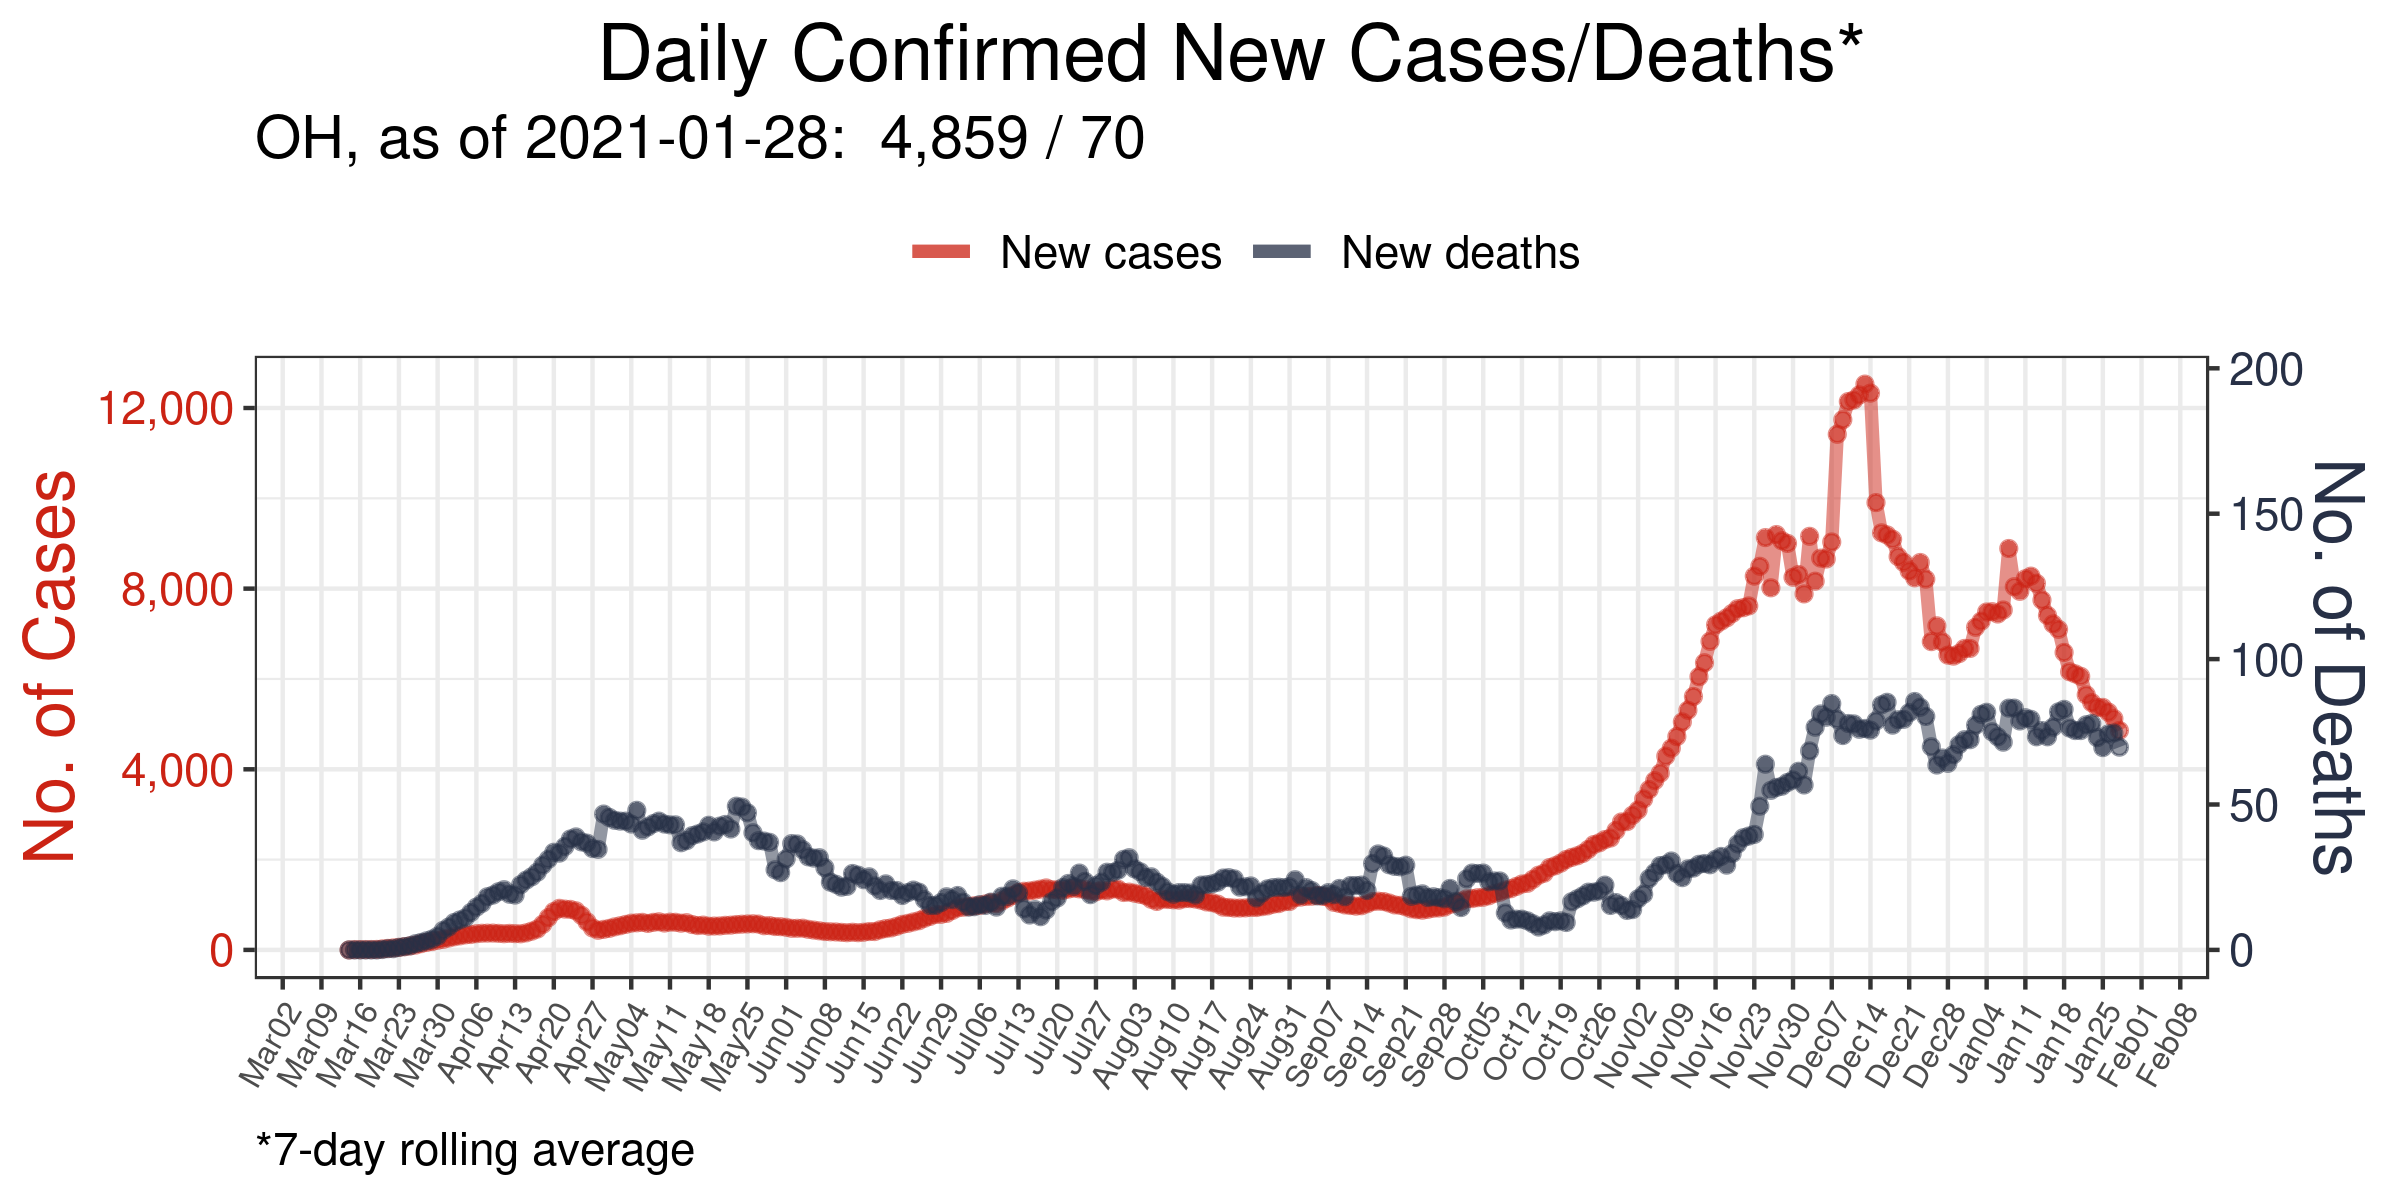 Daily Confirmed New Cases/Deaths*
OH, as of 2021-01-28:  4,859 / 70
New cases
New deaths
No. of Cases
12,000
8,000
4,000
0
200
150
100
50
0
No. of Deaths
Mar02
Mar09
Mar16
Mar23
Mar30
Apr06
Apr13
Apr20
Apr27
May04
May11
May18
May25
Jun01
Jun08
Jun15
Jun22
Jun29
Jul06
Jul13
Jul20
Jul27
Aug03
Aug10
Aug17
Aug24
Aug31
Sep07
Sep14
Sep21
Sep28
Oct05
Oct12
Oct19
Oct26
Nov02
Nov09
Nov16
Nov23
Nov30
Dec07
Dec14
Dec21
Dec28
Jan04
Jan11
Jan18
Jan25
Feb01
Feb08
*7-day rolling average